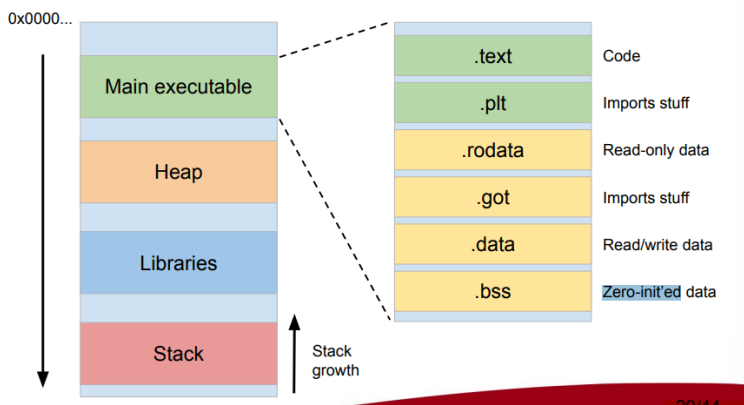 0x0000...
Main executable
Heap
Libraries
Stack
Stack
growth
.text
Code
.plt
Imports stuff
.rodata
Read-only data
.got
Imports stuff
.data
Read/write data
.bss
Zero-init'ed data